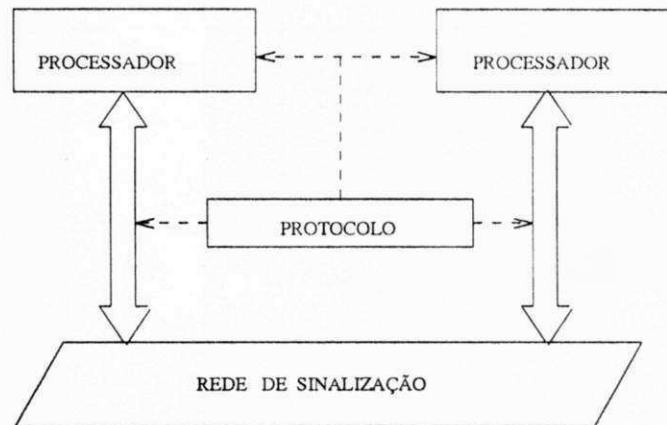 PROCESSADOR
PROCESSADOR
PROTOCOLO
REDE DE SINALIZAÇÃO